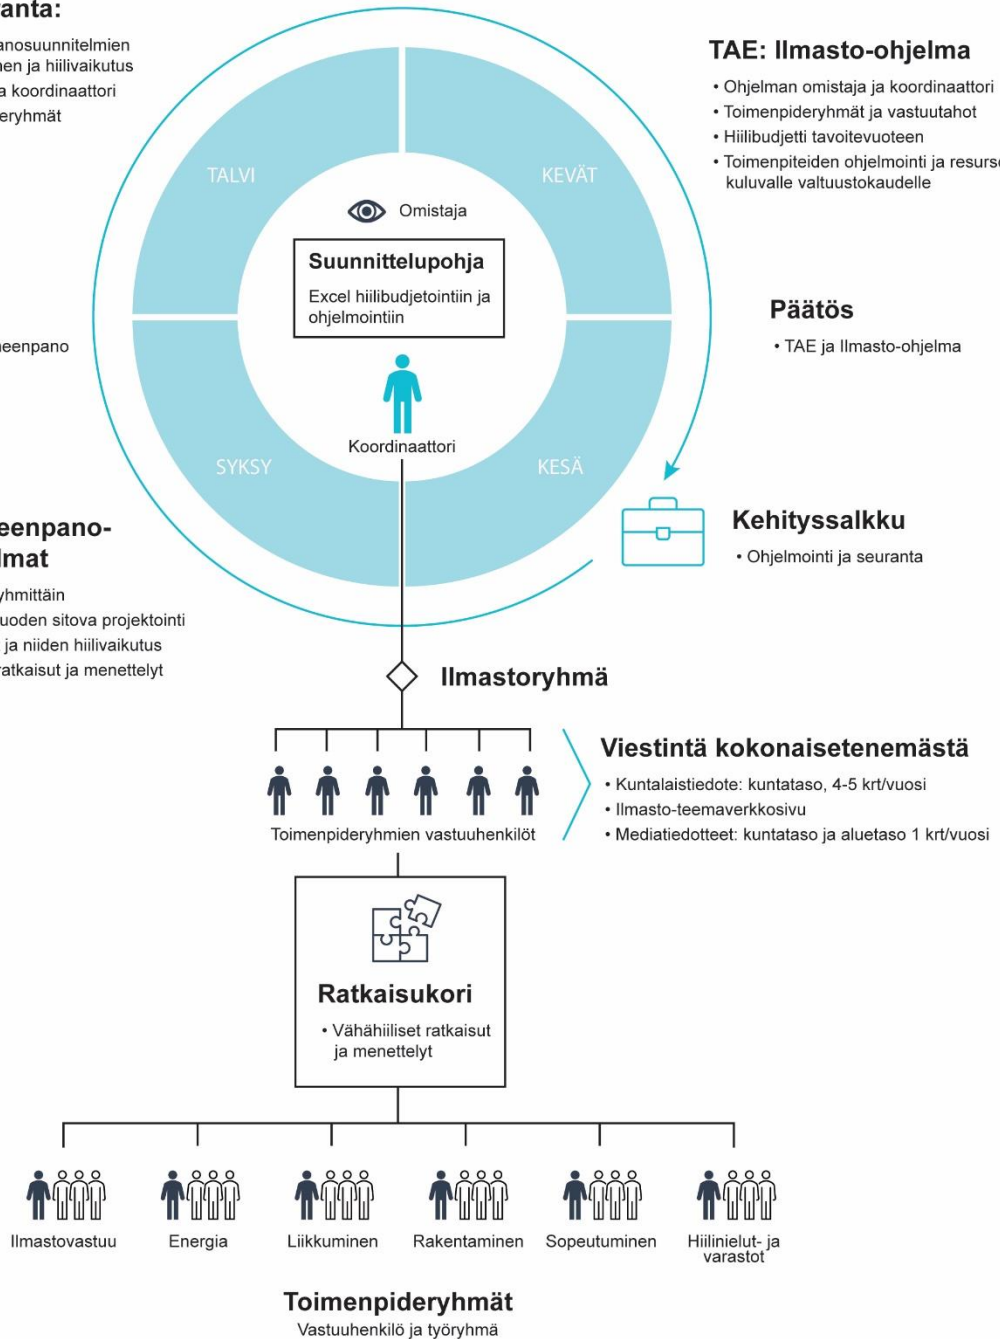 ranta:
anosuunnitelmien
nen ja hiilivaikutus
a koordinaattori
eryhmät
TAE: Ilmasto-ohjelma
• Ohjelman omistaja ja koordinaattori
• Toimenpideryhmät ja vastuutahot
• Hiilibudjetti tavoitevuoteen
• Toimenpiteiden ohjelmointi ja resurso
kuluvalle valtuustokaudelle
TALVI
KEVÄT
Omistaja
Suunnittelupohja
Excel hiilibudjetointiin ja
ohjelmointiin
Koordinaattori
neenpano
Päätös
• TAE ja Ilmasto-ohjelma
SYKSY
KESÄ
eenpano-
lmat
yhmittäin
uoden sitova projektointi
t ja niiden hiilivaikutus
ratkaisut ja menettelyt
Kehityssalkku
• Ohjelmointi ja seuranta
Ilmastoryhmä
Toimenpideryhmien vastuuhenkilöt
Viestintä kokonaisetenemästä
• Kuntalaistiedote: kuntataso, 4-5 krt/vuosi
• Ilmasto-teemaverkkosivu
• Mediatiedotteet: kuntataso ja aluetaso 1 krt/vuosi
Ratkaisukori
• Vähähiiliset ratkaisut
ja menettelyt
Ilmastovastuu
Energia
Liikkuminen
Rakentaminen
Sopeutuminen
Hiilinielut- ja
varastot
Toimenpideryhmät
Vastuuhenkilö ja työryhmä